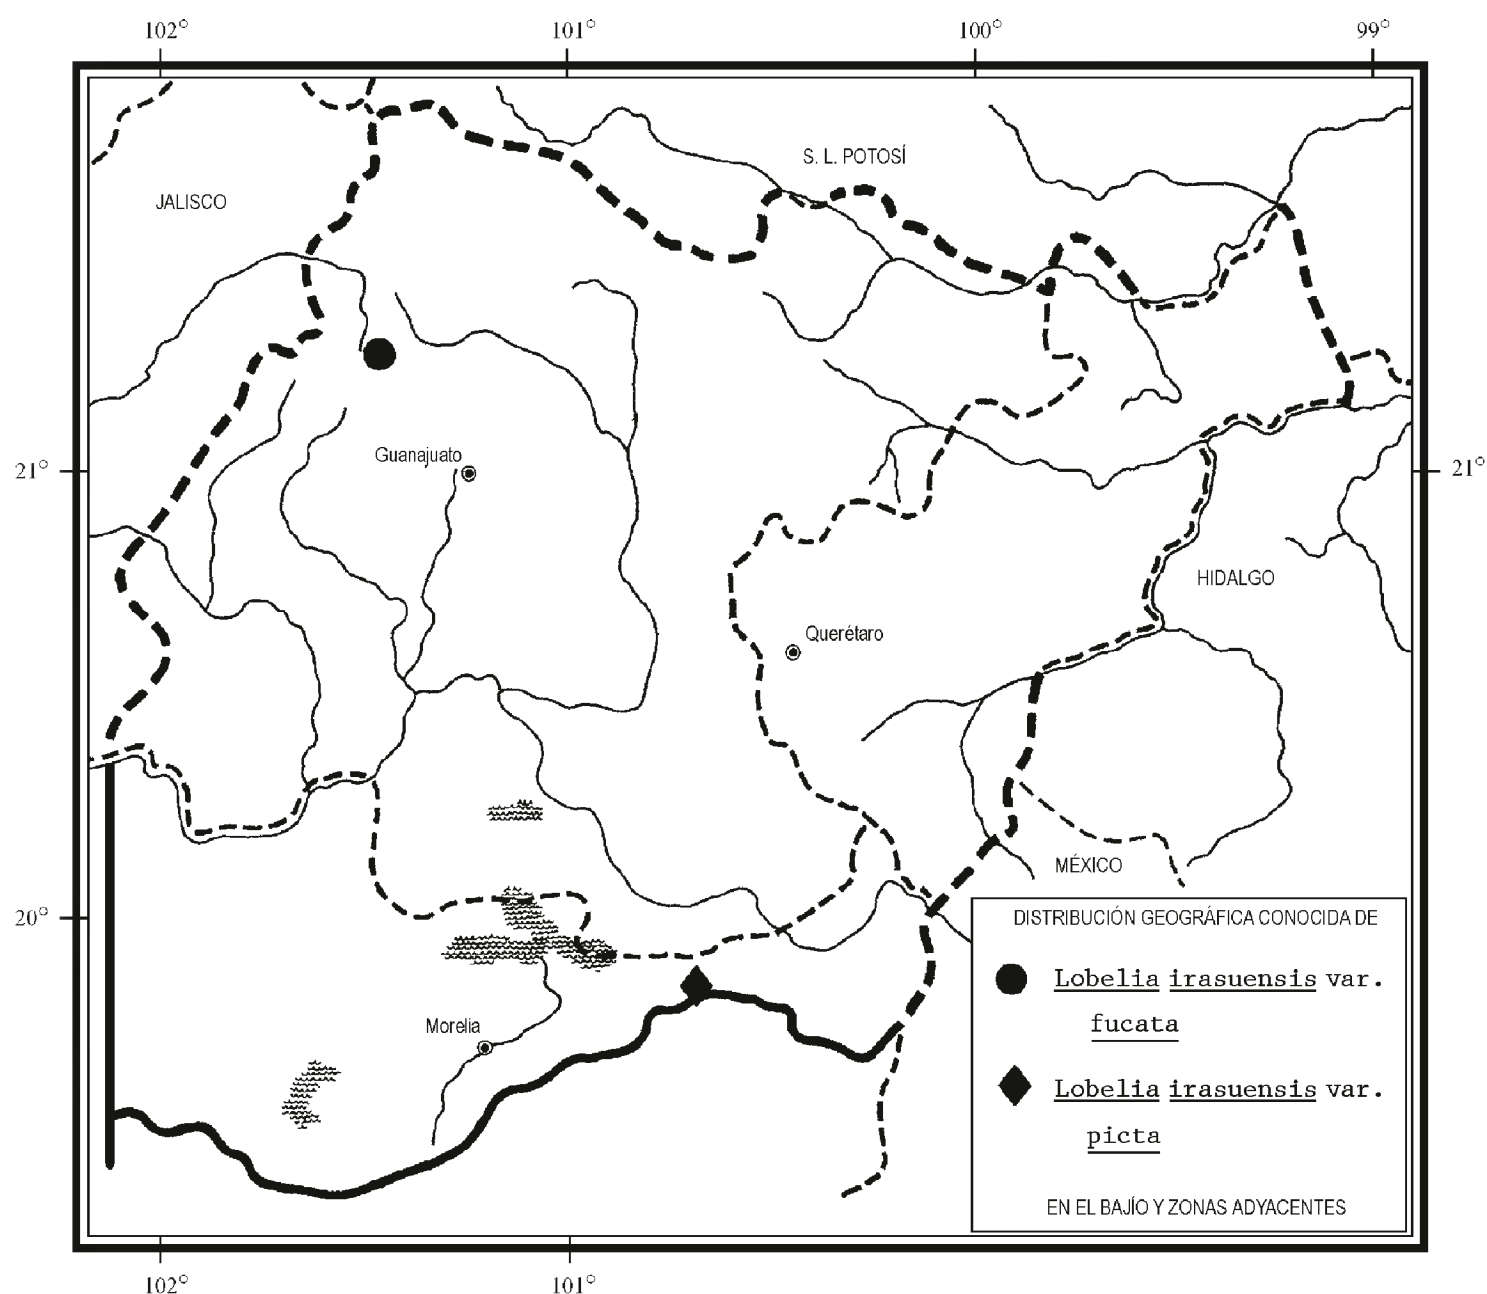 102° 101° 100° 99°
S. L. POTOSÍ
JALISCO
Guanajuato
21° 21°
HIDALGO
Querétaro
MÉXICO
20°
DISTRIBUCIÓN GEOGRÁFICA CONOCIDA DE
Lobelia irasuensis var.
fucata
Morelia
Lobelia irasuensis var.
picta
EN EL BAJÍO Y ZONAS ADYACENTES
102° 101°